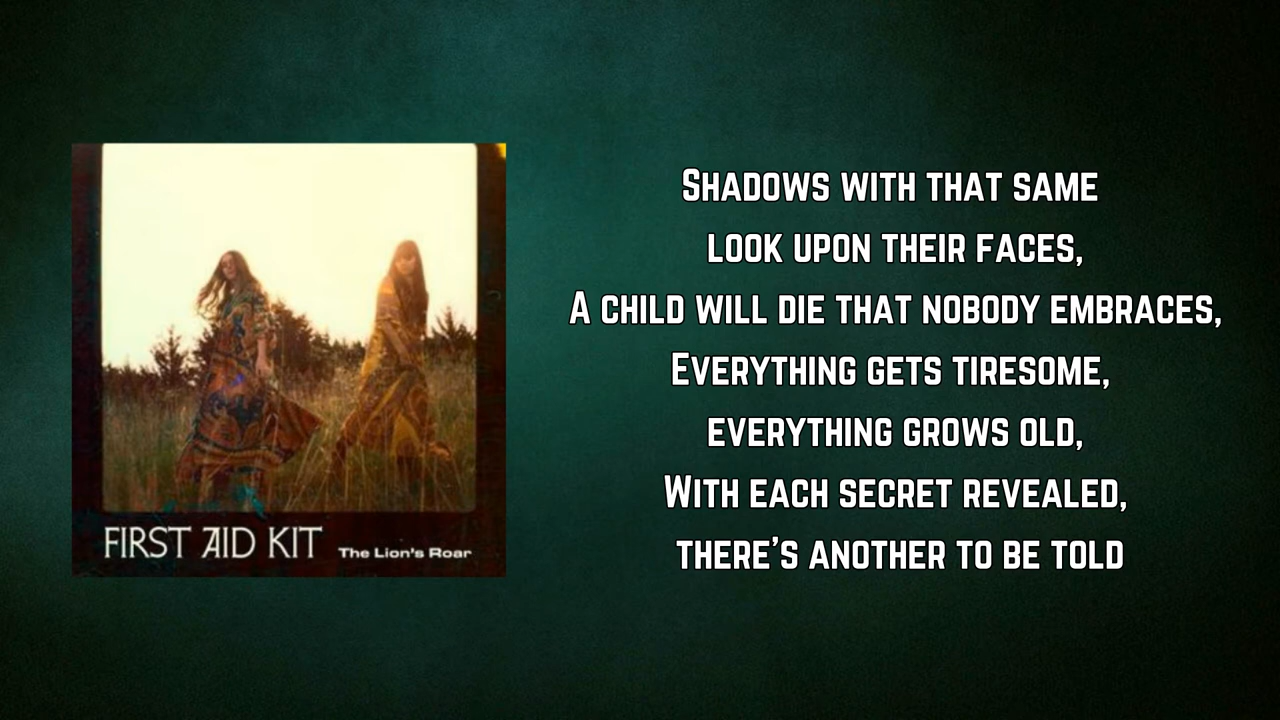 FIRST AID KIT The Lion's Roar
SHADOWS WITH THAT SAME
LOOK UPON THEIR FACES,
A CHILD WILL DIE THAT NOBODY EMBRACES,
EVERYTHING GETS TIRESOME,
EVERYTHING GROWS OLD,
WITH EACH SECRET REVEALED,
THERE'S ANOTHER TO BE TOLD